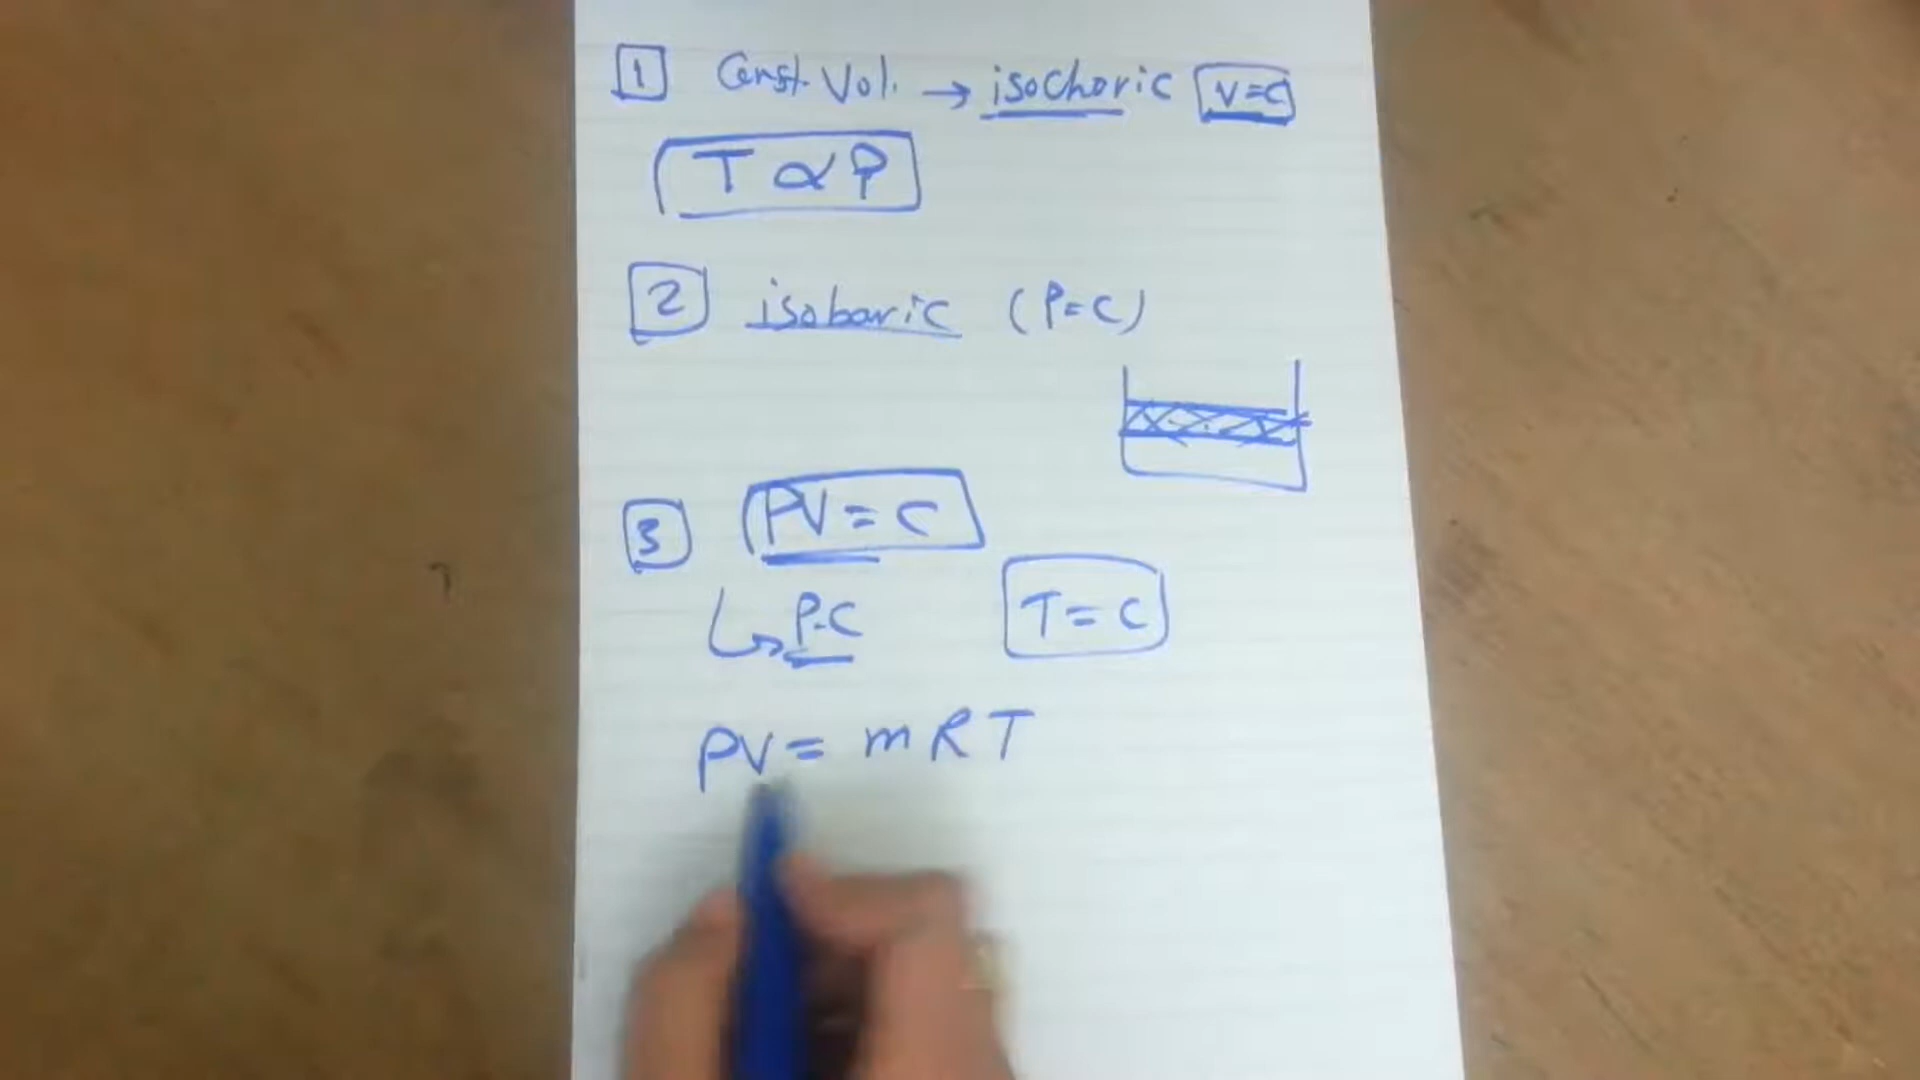 1 Const. Vol. → isochoric V=C
T ∝ P
2 isobaric (P=C)
3 PV = C
↳ P-C T = C
PV = mRT